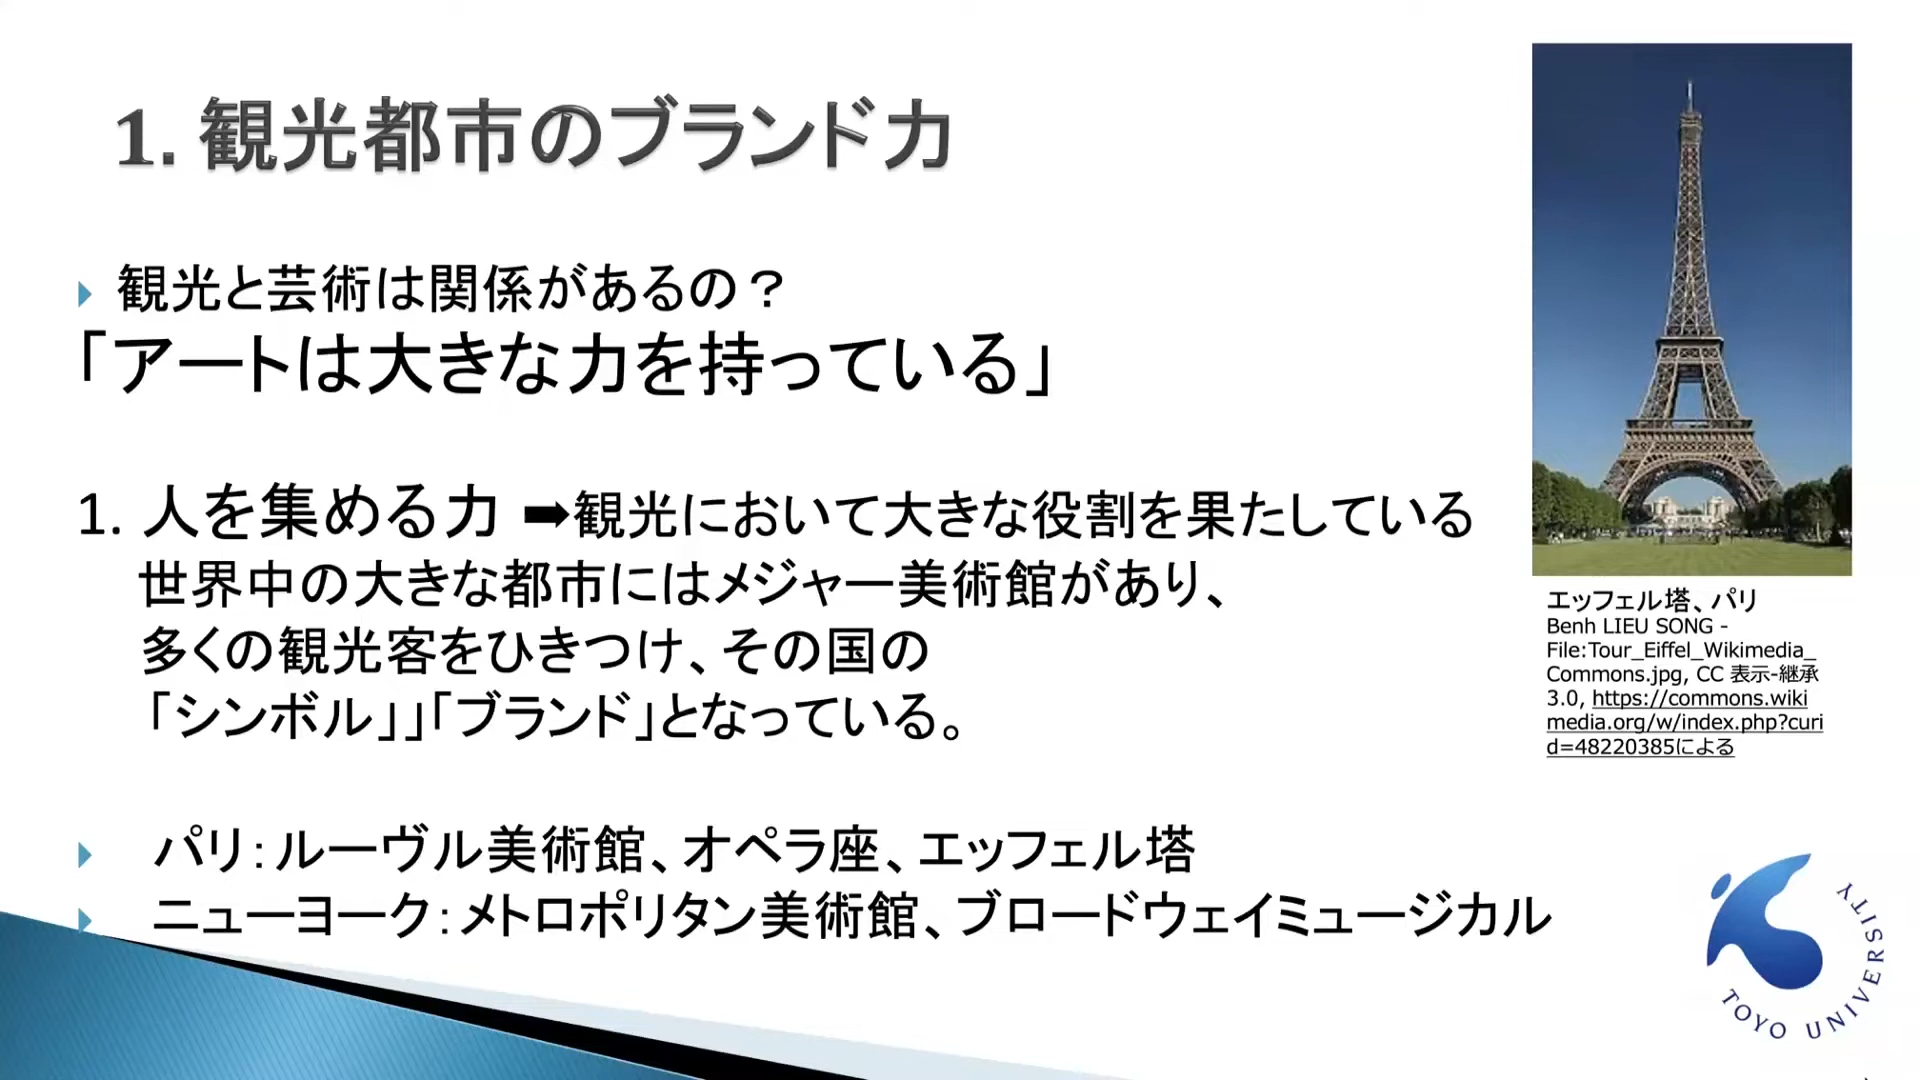 1. 観光都市のブランド力
観光と芸術は関係があるの？
「アートは大きな力を持っている」
1. 人を集める力 ➡観光において大きな役割を果たしている
世界中の大きな都市にはメジャー美術館があり、
多くの観光客をひきつけ、その国の
「シンボル」」「ブランド」となっている。
パリ：ルーヴル美術館、オペラ座、エッフェル塔
ニューヨーク：メトロポリタン美術館、ブロードウェイミュージカル
エッフェル塔、パリ
Benh LIEU SONG -
File:Tour_Eiffel_Wikimedia_
Commons.jpg, CC 表示-継承
3.0, https://commons.wiki
media.org/w/index.php?curi
d=48220385による
TOYO UNIVERSITY